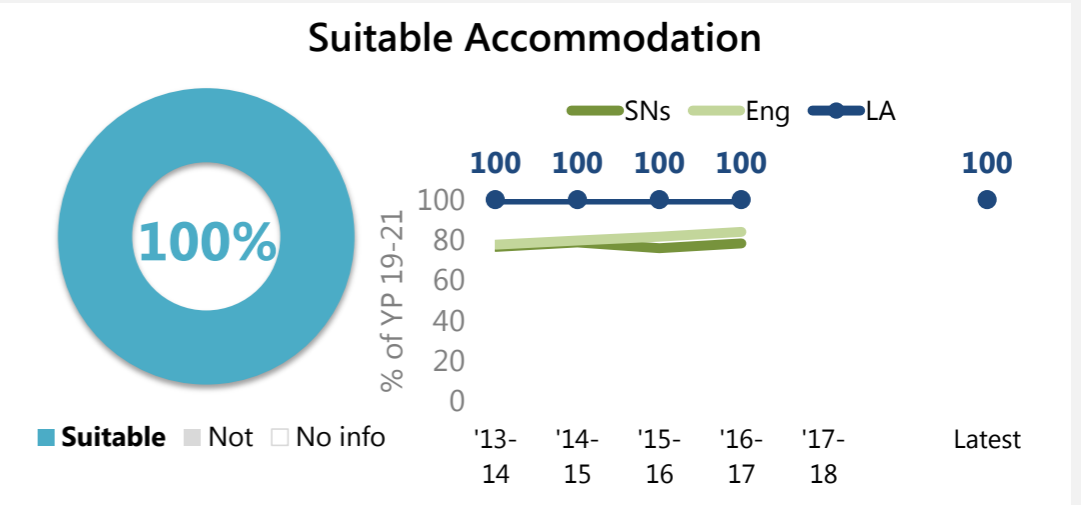 Suitable Accommodation
100%
Suitable Not No info
SNs Eng LA
% of YP 19-21
100 100 100 100 100
100
80
60
40
20
0
'13-14 '14-15 '15-16 '16-17 '17-18 Latest